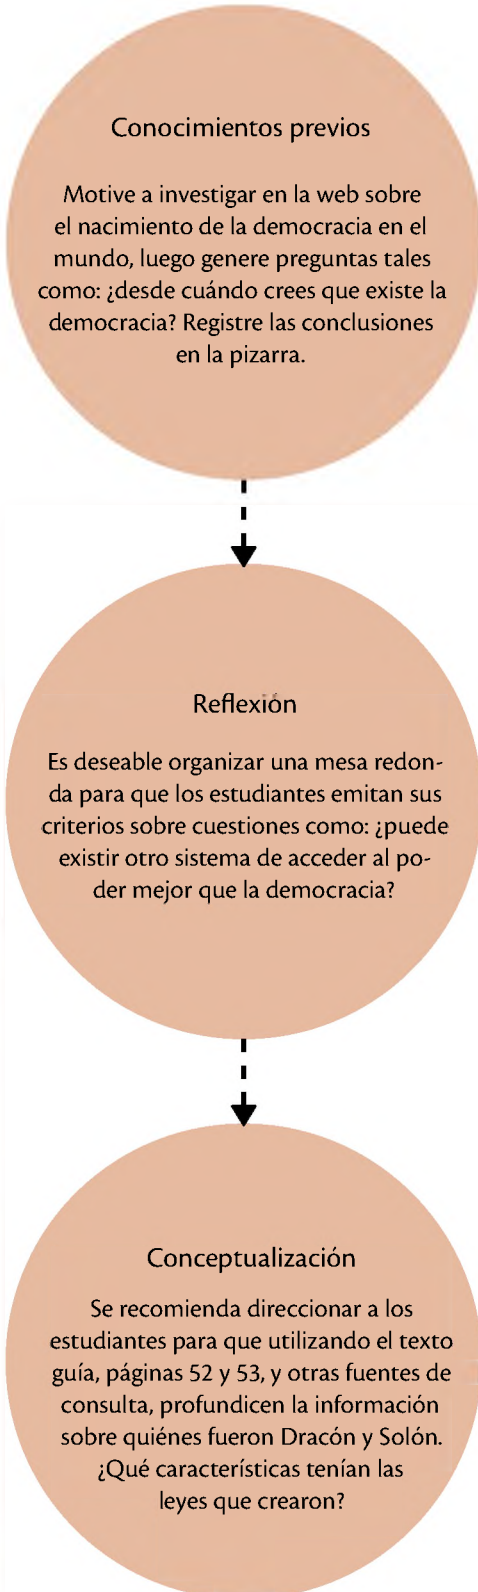 Conocimientos previos
Motive a investigar en la web sobre
el nacimiento de la democracia en el
mundo, luego genere preguntas tales
como: ¿desde cuándo crees que existe la
democracia? Registre las conclusiones
en la pizarra.
Reflexión
Es deseable organizar una mesa redon-
da para que los estudiantes emitan sus
criterios sobre cuestiones como: ¿puede
existir otro sistema de acceder al po-
der mejor que la democracia?
Conceptualización
Se recomienda direccionar a los
estudiantes para que utilizando el texto
guía, páginas 52 y 53, y otras fuentes de
consulta, profundicen la información
sobre quiénes fueron Dracón y Solón.
¿Qué características tenían las
leyes que crearon?